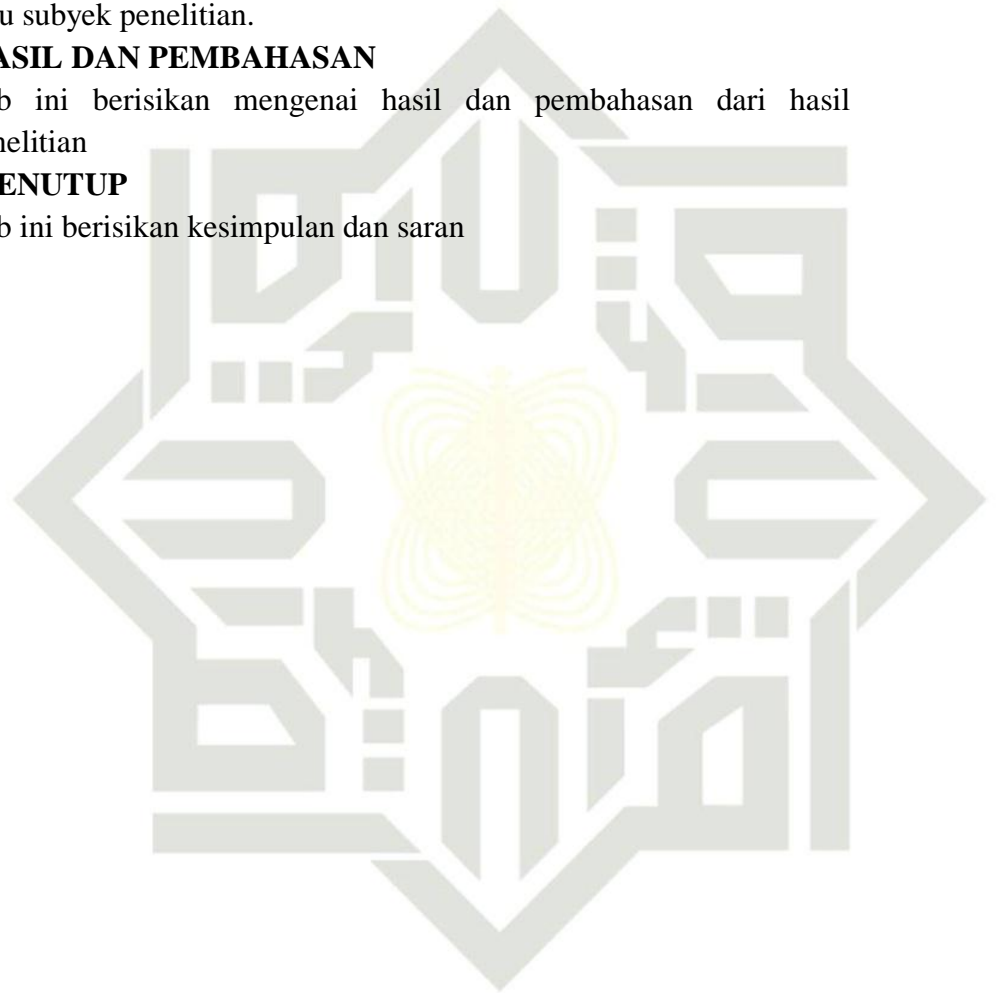 u subyek penelitian.
ASIL DAN PEMBAHASAN
b ini berisikan mengenai hasil dan pembahasan dari hasil
nelitian
ENUTUP
b ini berisikan kesimpulan dan saran